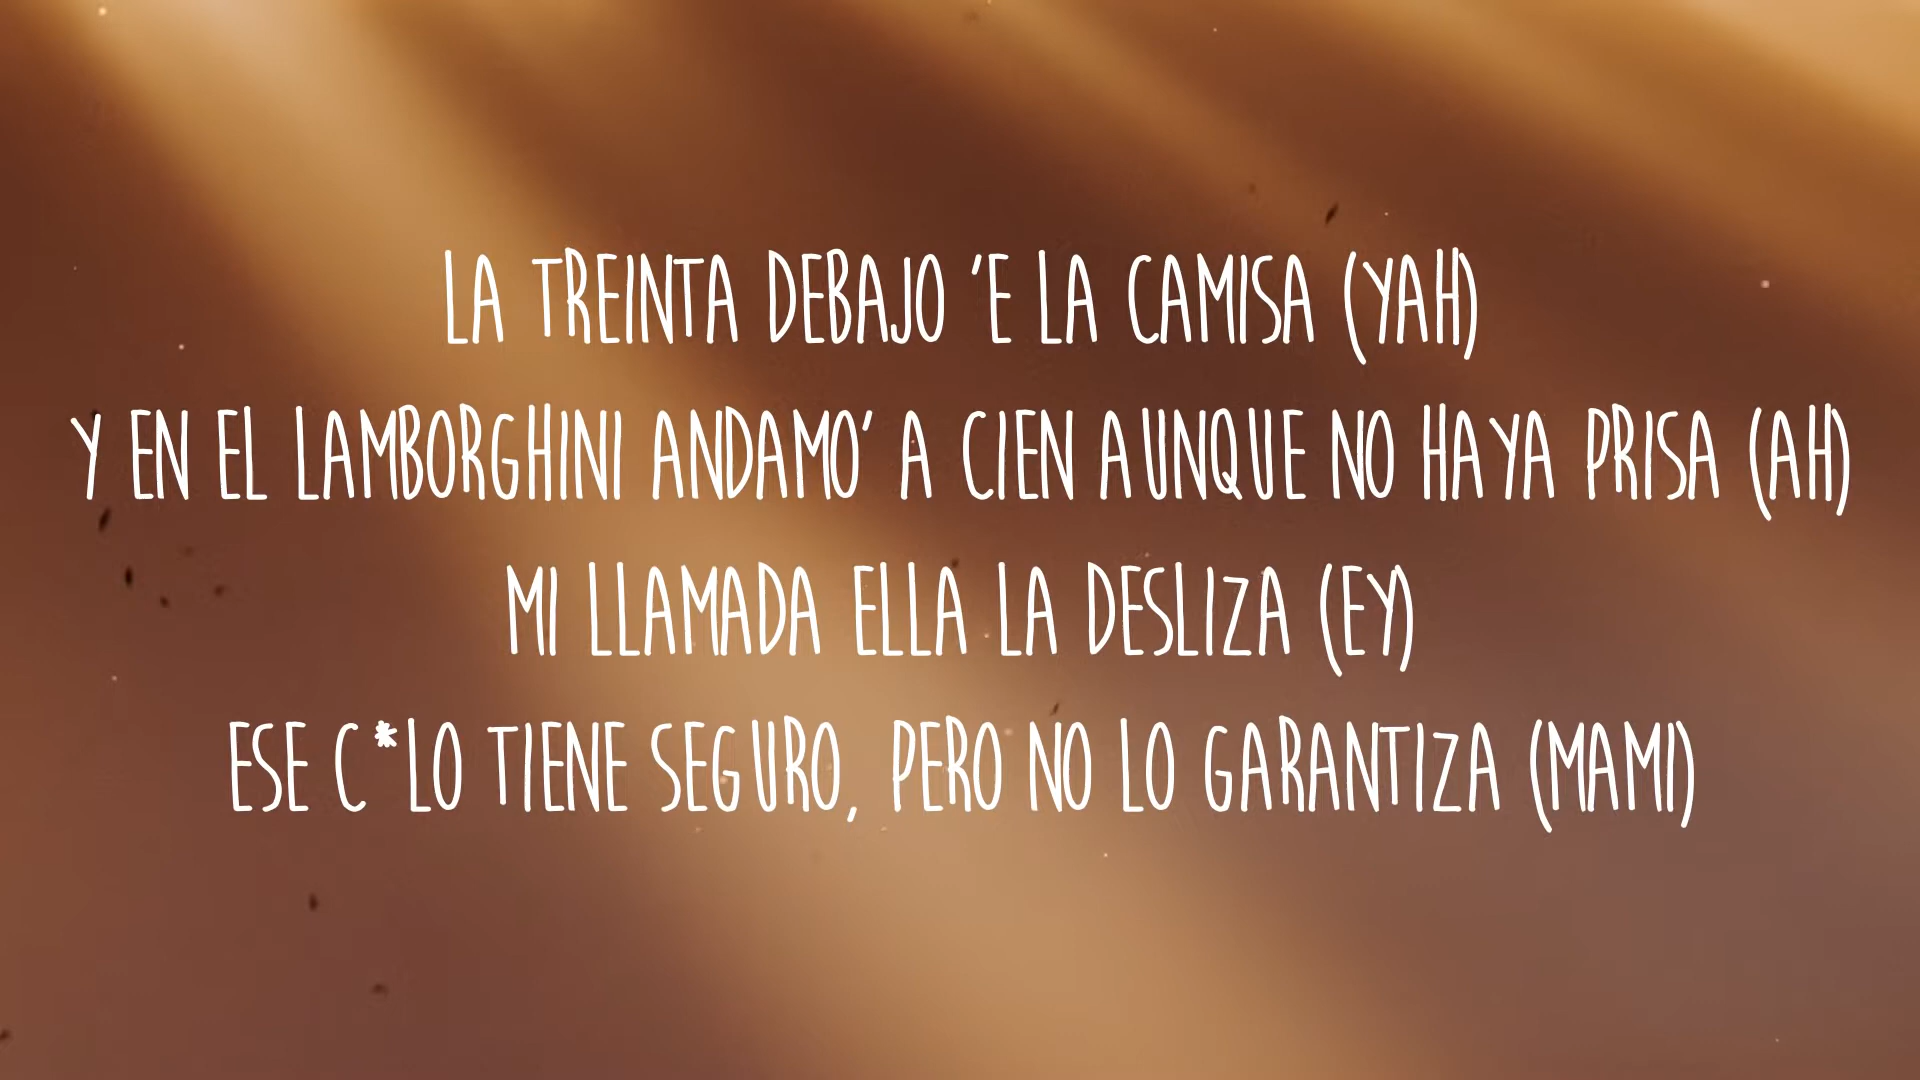 LA TREINTA DEBAJO 'E LA CAMISA (YAH)
Y EN EL LAMBORGHINI ANDAMO' A CIEN AUNQUE NO HAYA PRISA (AH)
MI LLAMADA ELLA LA DESLIZA (EY)
ESE C*LO TIENE SEGURO, PERO NO LO GARANTIZA (MAMI)